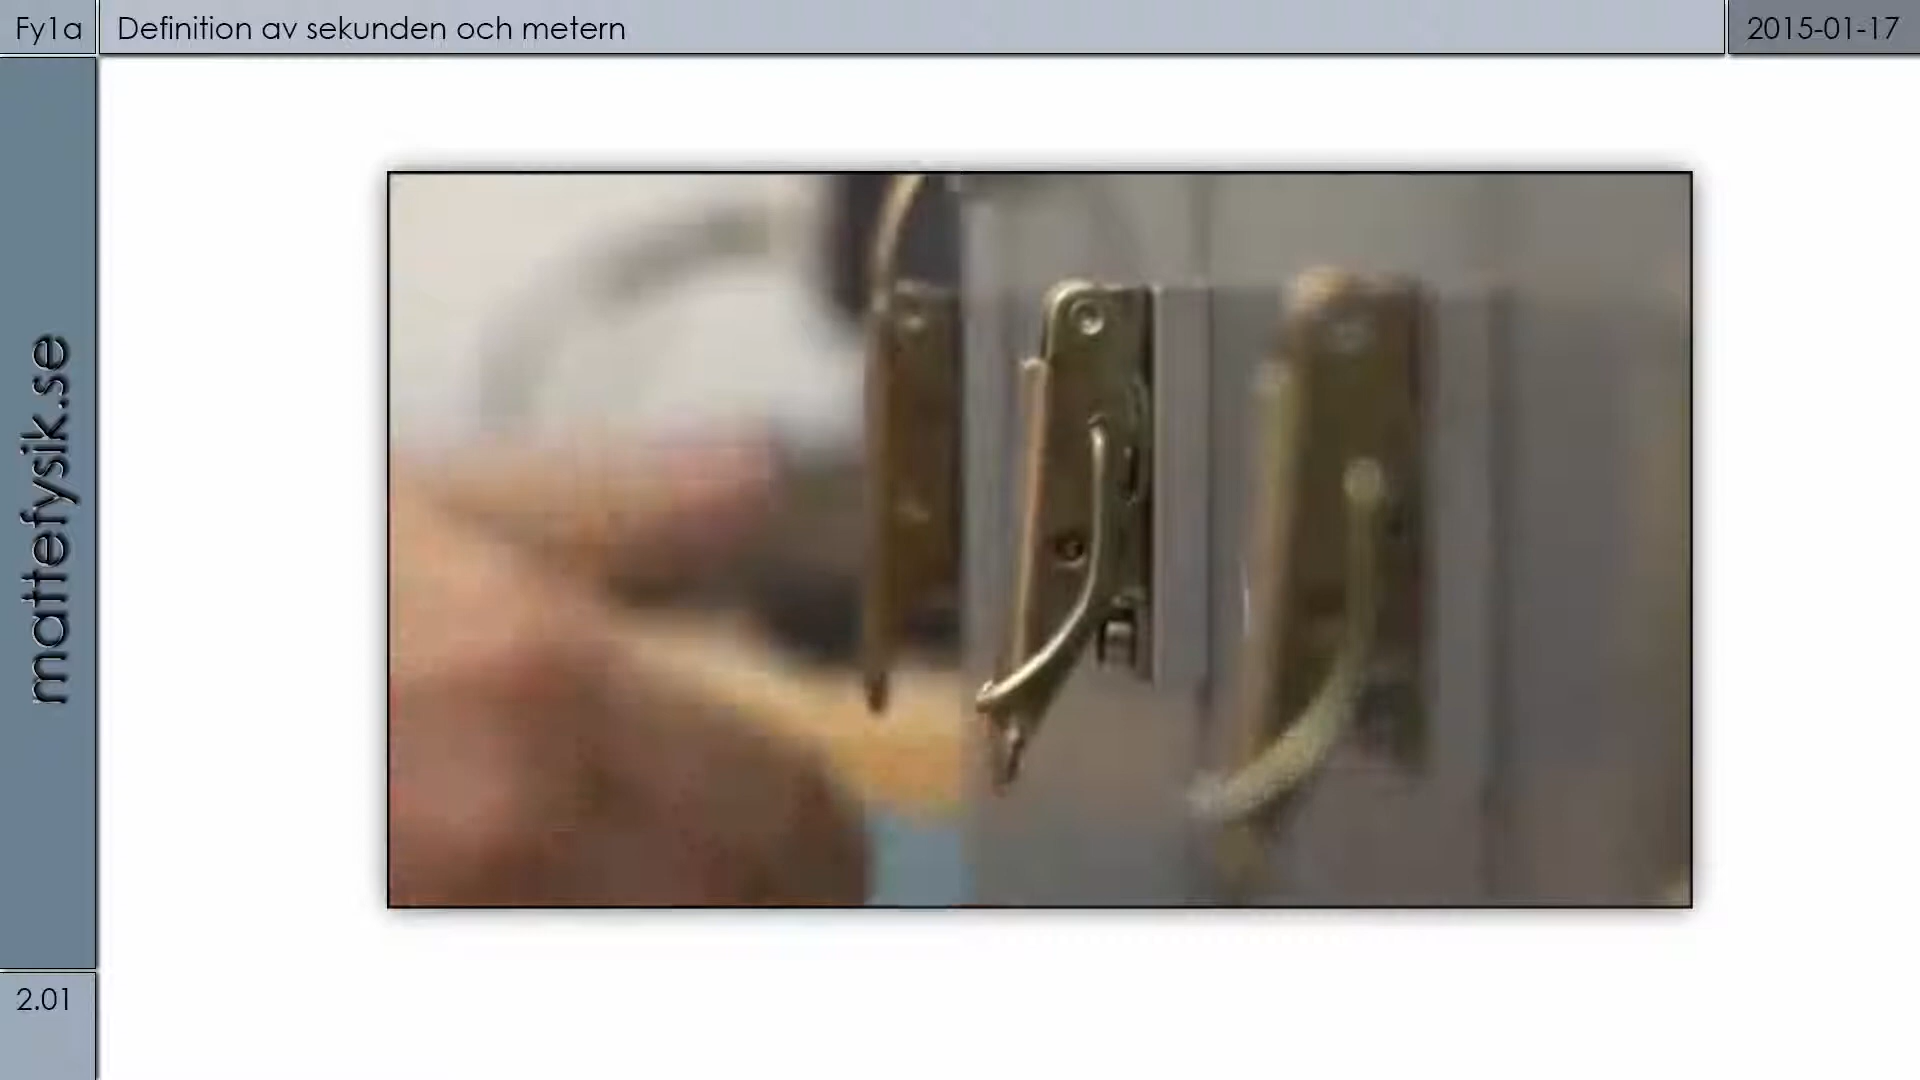 Fy1a
Definition av sekunden och metern
2015-01-17
mattefysik.se
2.01